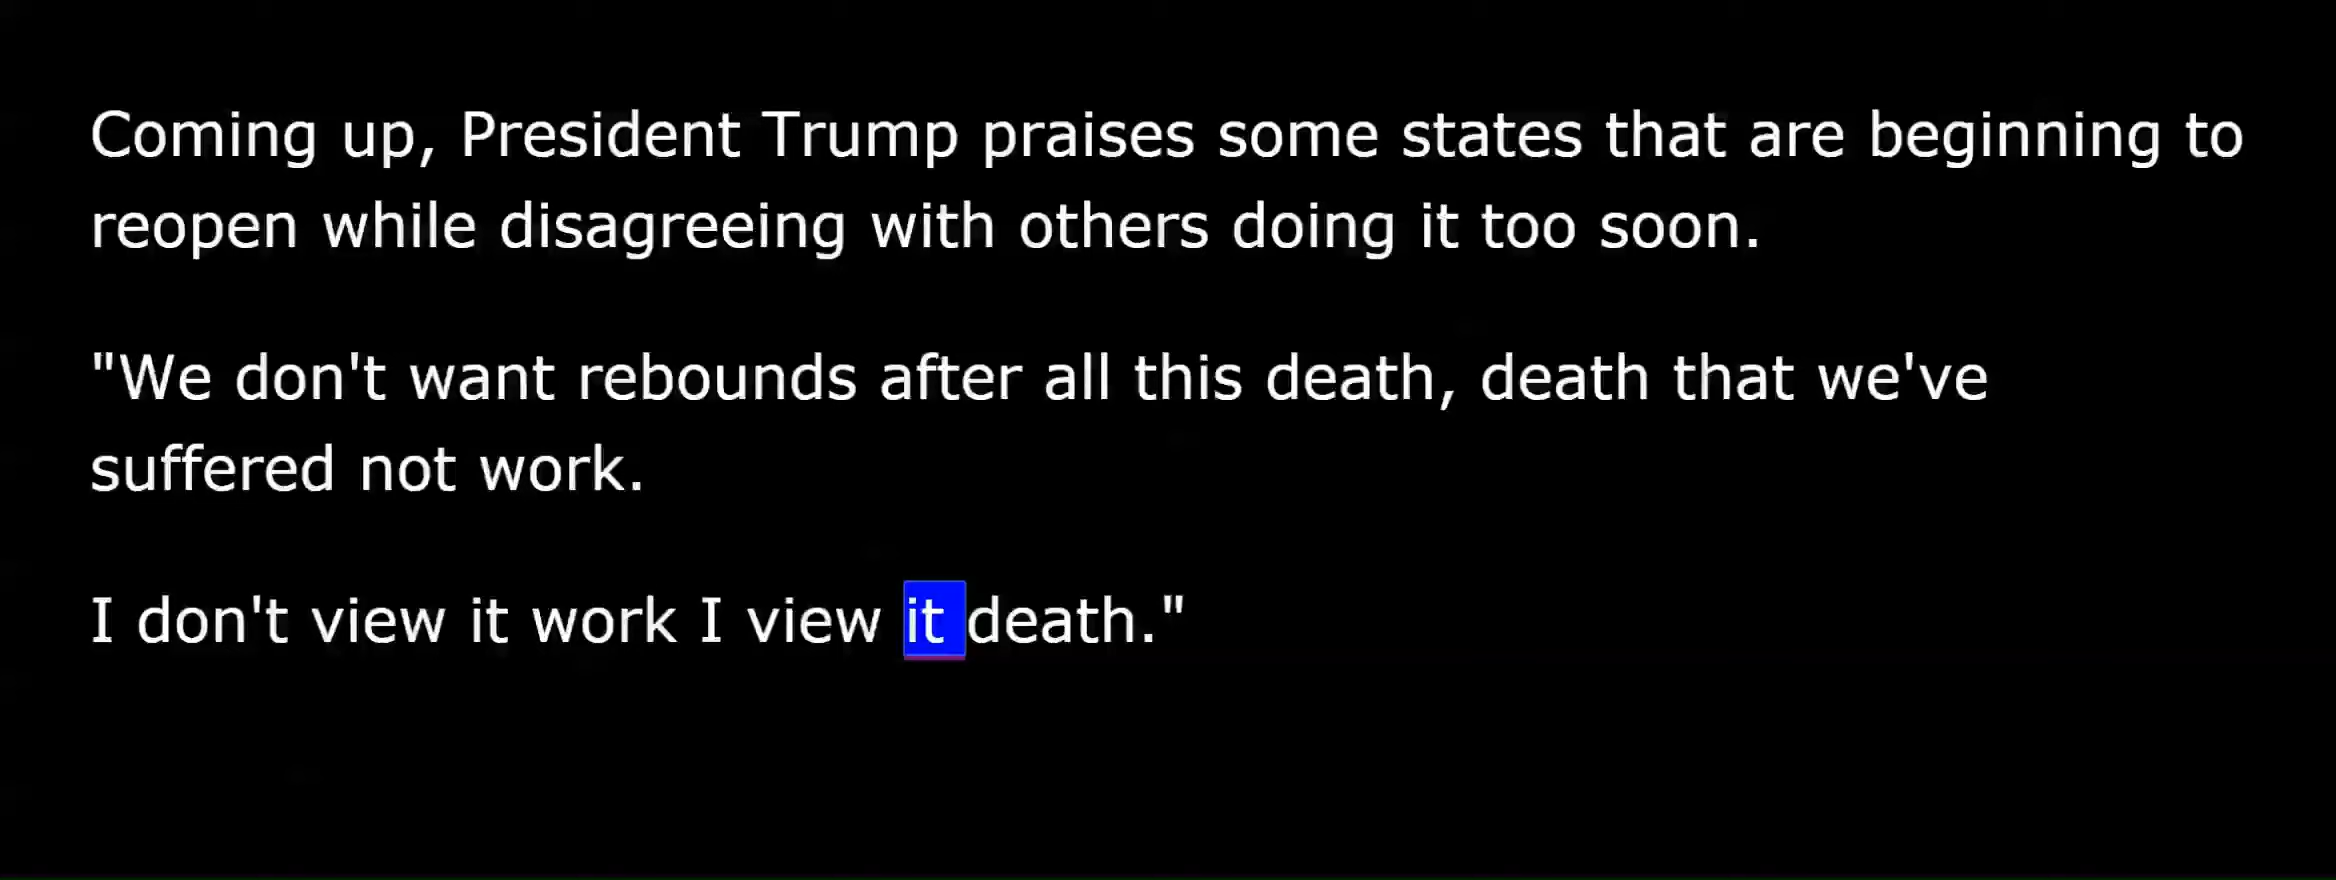 Coming up, President Trump praises some states that are beginning to
reopen while disagreeing with others doing it too soon.
"We don't want rebounds after all this death, death that we've
suffered not work.
I don't view it work I view it death."